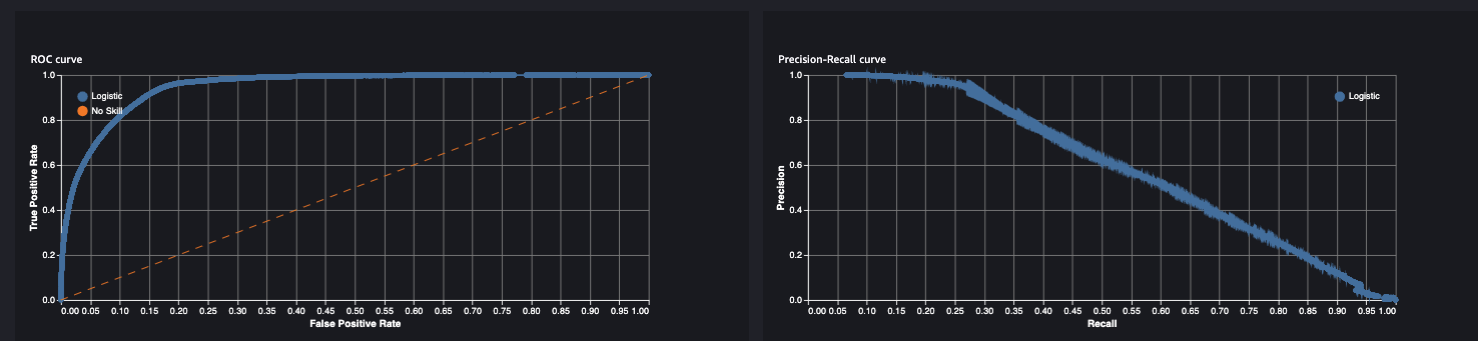 ROC curve
1.0
0.8
0.6
0.4
0.2
0.0
True Positive Rate
Logistic
No Skill
0.00 0.05 0.10 0.15 0.20 0.25 0.30 0.35 0.40 0.45 0.50 0.55 0.60 0.65 0.70 0.75 0.80 0.85 0.90 0.95 1.00
False Positive Rate
Precision-Recall curve
1.0
0.8
0.6
0.4
0.2
0.0
Precision
Logistic
0.00 0.05 0.10 0.15 0.20 0.25 0.30 0.35 0.40 0.45 0.50 0.55 0.60 0.65 0.70 0.75 0.80 0.85 0.90 0.95 1.00
Recall